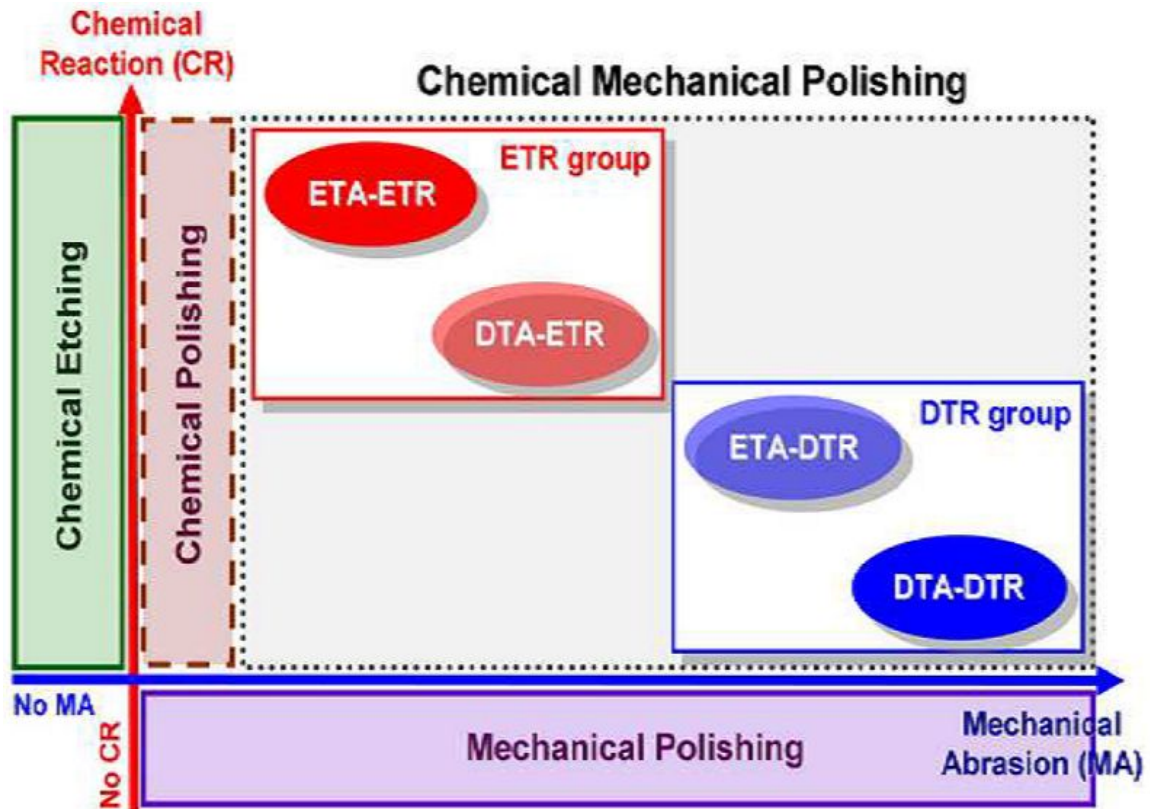 Chemical
Reaction (CR)
Chemical Mechanical Polishing
ETR group
ETA-ETR
DTA-ETR
DTR group
ETA-DTR
DTA-DTR
Chemical Etching
Chemical Polishing
No MA
No CR
Mechanical Polishing
Mechanical
Abrasion (MA)